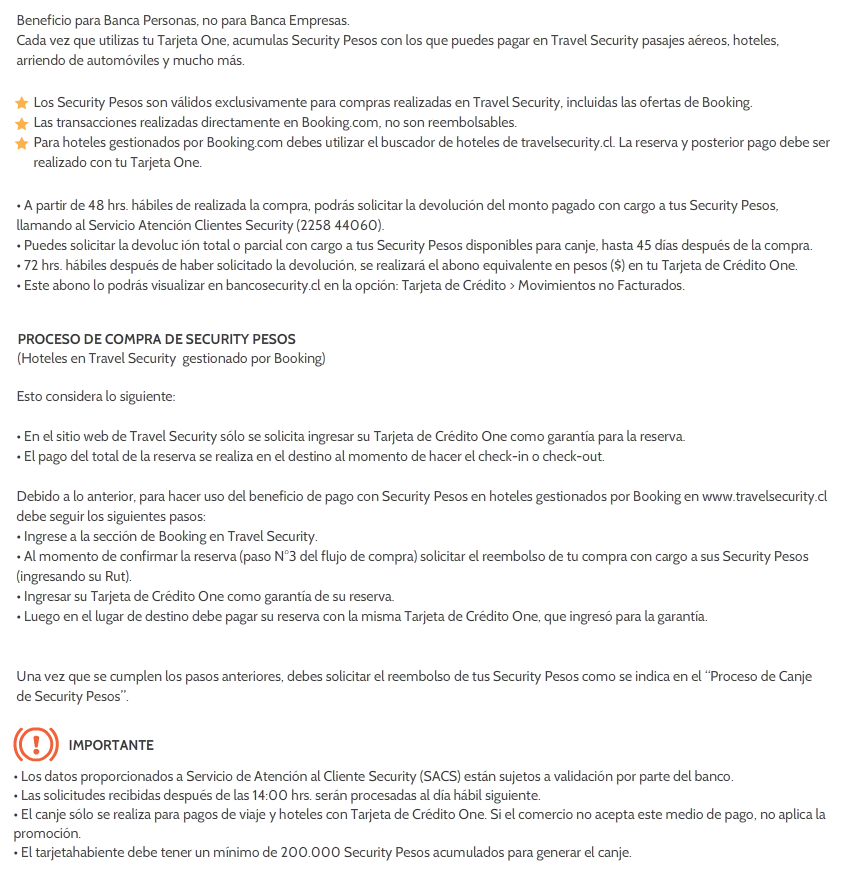 Beneficio para Banca Personas, no para Banca Empresas.
Cada vez que utilizas tu Tarjeta One, acumulas Security Pesos con los que puedes pagar en Travel Security pasajes aéreos, hoteles,
arriendo de automóviles y mucho más.
Los Security Pesos son válidos exclusivamente para compras realizadas en Travel Security, incluidas las ofertas de Booking.
Las transacciones realizadas directamente en Booking.com, no son reembolsables.
Para hoteles gestionados por Booking.com debes utilizar el buscador de hoteles de travelsecurity.cl. La reserva y posterior pago debe ser
realizado con tu Tarjeta One.
• A partir de 48 hrs. hábiles de realizada la compra, podrás solicitar la devolución del monto pagado con cargo a tus Security Pesos,
llamando al Servicio Atención Clientes Security (2258 44060).
• Puedes solicitar la devoluc ión total o parcial con cargo a tus Security Pesos disponibles para canje, hasta 45 días después de la compra.
• 72 hrs. hábiles después de haber solicitado la devolución, se realizará el abono equivalente en pesos ($) en tu Tarjeta de Crédito One.
• Este abono lo podrás visualizar en bancosecurity.cl en la opción: Tarjeta de Crédito > Movimientos no Facturados.
PROCESO DE COMPRA DE SECURITY PESOS
(Hoteles en Travel Security gestionado por Booking)
Esto considera lo siguiente:
• En el sitio web de Travel Security sólo se solicita ingresar su Tarjeta de Crédito One como garantía para la reserva.
• El pago del total de la reserva se realiza en el destino al momento de hacer el check-in o check-out.
Debido a lo anterior, para hacer uso del beneficio de pago con Security Pesos en hoteles gestionados por Booking en www.travelsecurity.cl
debe seguir los siguientes pasos:
• Ingrese a la sección de Booking en Travel Security.
• Al momento de confirmar la reserva (paso N°3 del flujo de compra) solicitar el reembolso de tu compra con cargo a sus Security Pesos
(ingresando su Rut).
• Ingresar su Tarjeta de Crédito One como garantía de su reserva.
• Luego en el lugar de destino debe pagar su reserva con la misma Tarjeta de Crédito One, que ingresó para la garantía.
Una vez que se cumplen los pasos anteriores, debes solicitar el reembolso de tus Security Pesos como se indica en el “Proceso de Canje
de Security Pesos”.
IMPORTANTE
• Los datos proporcionados a Servicio de Atención al Cliente Security (SACS) están sujetos a validación por parte del banco.
• Las solicitudes recibidas después de las 14:00 hrs. serán procesadas al día hábil siguiente.
• El canje sólo se realiza para pagos de viaje y hoteles con Tarjeta de Crédito One. Si el comercio no acepta este medio de pago, no aplica la
promoción.
• El tarjetahabiente debe tener un mínimo de 200.000 Security Pesos acumulados para generar el canje.